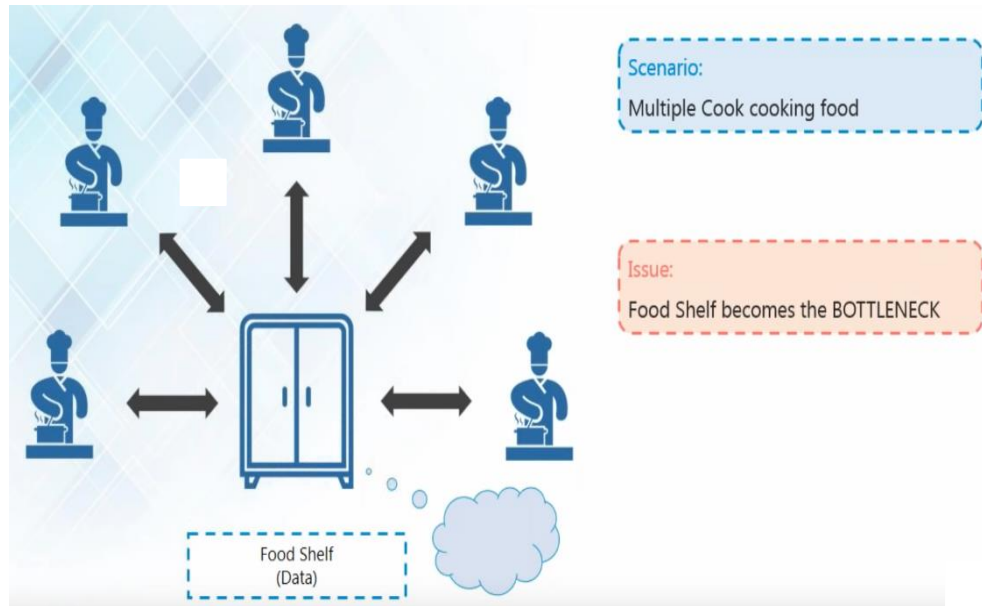 Scenario:
Multiple Cook cooking food
Issue:
Food Shelf becomes the BOTTLENECK
Food Shelf
(Data)